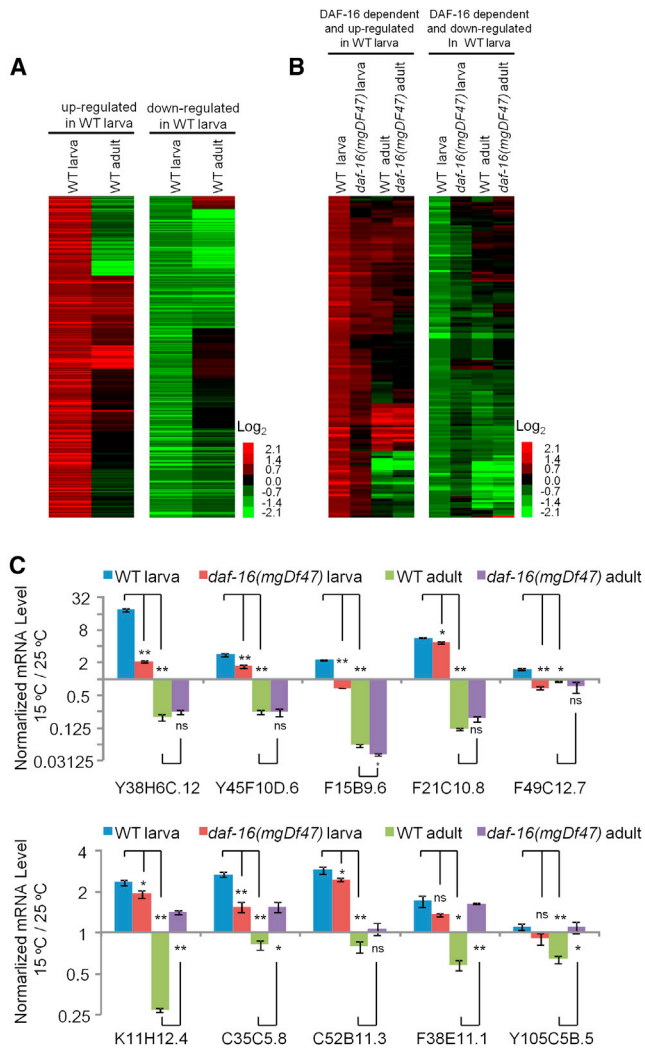 A
up-regulated
in WT larva
down-regulated
in WT larva
WT larva
WT adult
WT larva
WT adult
Log2
2.1
1.4
0.7
0.0
-0.7
-1.4
-2.1
B
DAF-16 dependent
and up-regulated
in WT larva
DAF-16 dependent
and down-regulated
In WT larva
WT larva
daf-16(mgDF47) larva
WT adult
daf-16(mgDF47) adult
WT larva
daf-16(mgDF47) larva
WT adult
daf-16(mgDF47) adult
Log2
2.1
1.4
0.7
0.0
-0.7
-1.4
-2.1
C
WT larva daf-16(mgDf47) larva WT adult daf-16(mgDf47) adult
Normarlized mRNA Level
15 ºC / 25 ºC
32
8
2
0.5
0.125
0.03125
** ** ns
** ** ns
** ** *
* ** ns
** * ns
Y38H6C.12 Y45F10D.6 F15B9.6 F21C10.8 F49C12.7
WT larva daf-16(mgDf47) larva WT adult daf-16(mgDf47) adult
Normarlized mRNA Level
15 ºC / 25 ºC
4
2
1
0.5
0.25
* ** **
** ** *
* ** ns
ns * **
ns ** *
K11H12.4 C35C5.8 C52B11.3 F38E11.1 Y105C5B.5